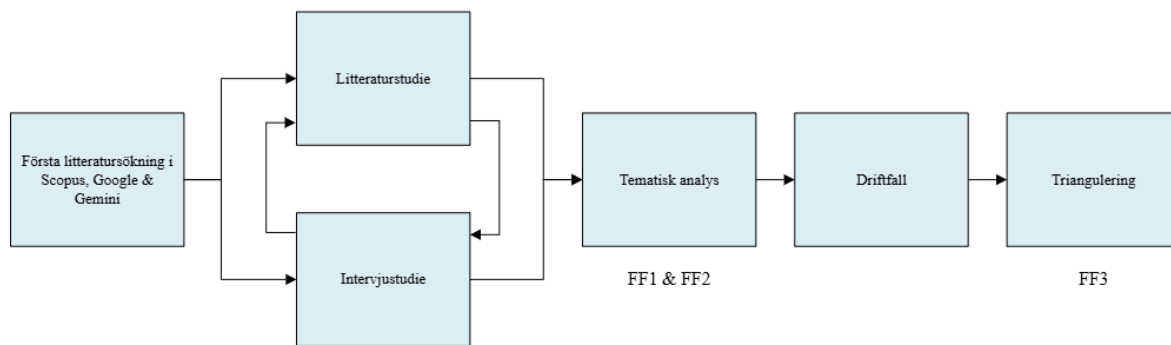 Litteraturstudie
Första litteratursökning i
Scopus, Google &
Gemini
Tematisk analys
Driftfall
Triangulering
Intervjustudie
FF1 & FF2
FF3